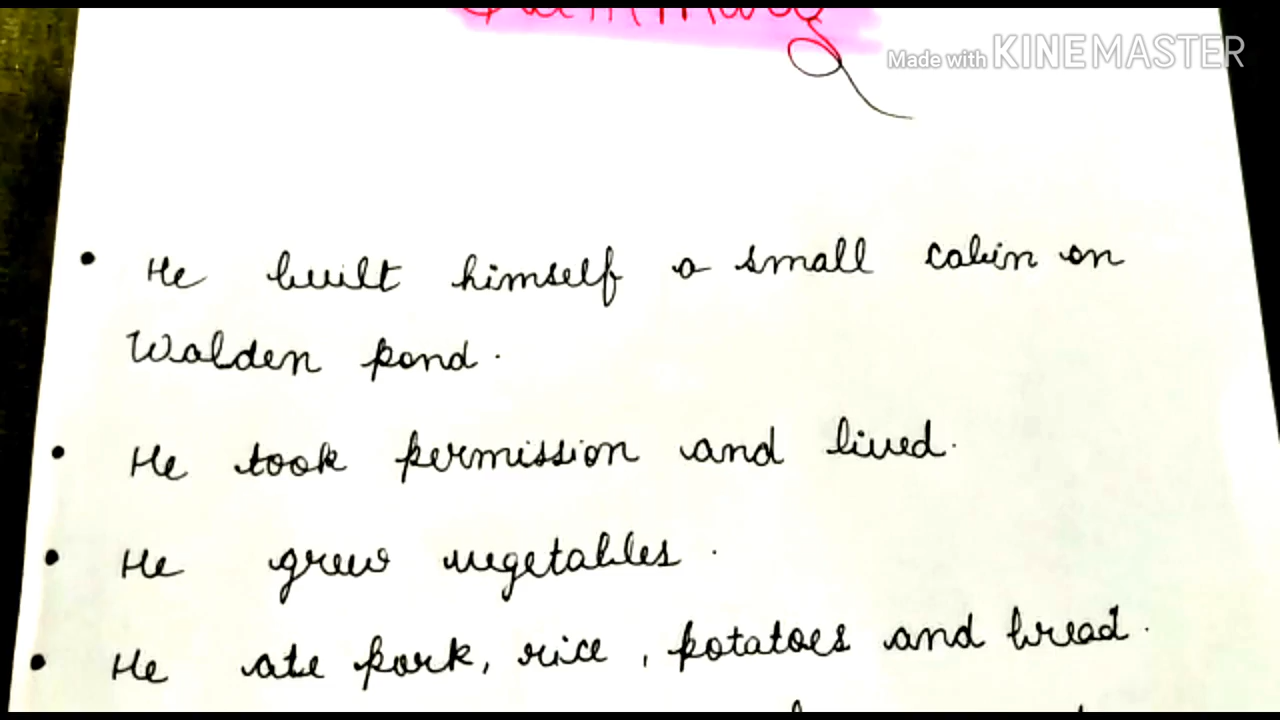 Summary
Made with KINEMASTER
• He built himself a small cabin on
Walden pond.
• He took permission and lived.
• He grew vegetables.
• He ate pork, rice, potatoes and bread.